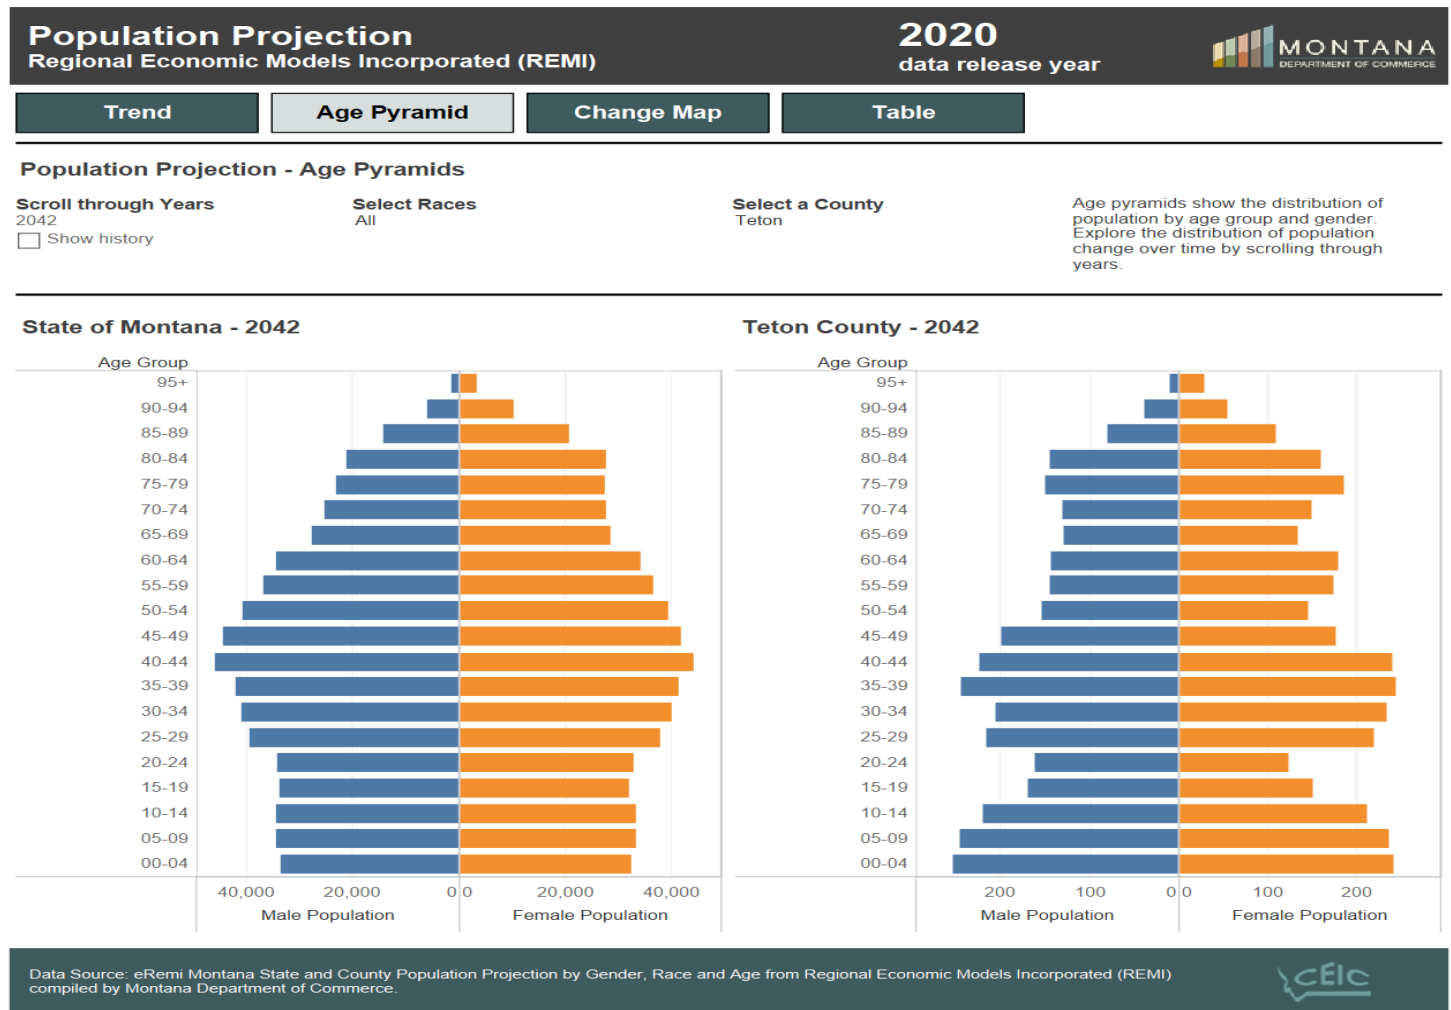 Population Projection
Regional Economic Models Incorporated (REMI)
2020
data release year
MONTANA
DEPARTMENT OF COMMERCE
Trend
Age Pyramid
Change Map
Table
Population Projection - Age Pyramids
Scroll through Years
2042
Show history
Select Races
All
Select a County
Teton
Age pyramids show the distribution of
population by age group and gender.
Explore the distribution of population
change over time by scrolling through
years.
State of Montana - 2042
Age Group
95+
90-94
85-89
80-84
75-79
70-74
65-69
60-64
55-59
50-54
45-49
40-44
35-39
30-34
25-29
20-24
15-19
10-14
05-09
00-04
40,000 20,000 0 0 20,000 40,000
Male Population Female Population
Teton County - 2042
Age Group
95+
90-94
85-89
80-84
75-79
70-74
65-69
60-64
55-59
50-54
45-49
40-44
35-39
30-34
25-29
20-24
15-19
10-14
05-09
00-04
200 100 0 0 100 200
Male Population Female Population
Data Source: eRemi Montana State and County Population Projection by Gender, Race and Age from Regional Economic Models Incorporated (REMI)
compiled by Montana Department of Commerce.
CEIC